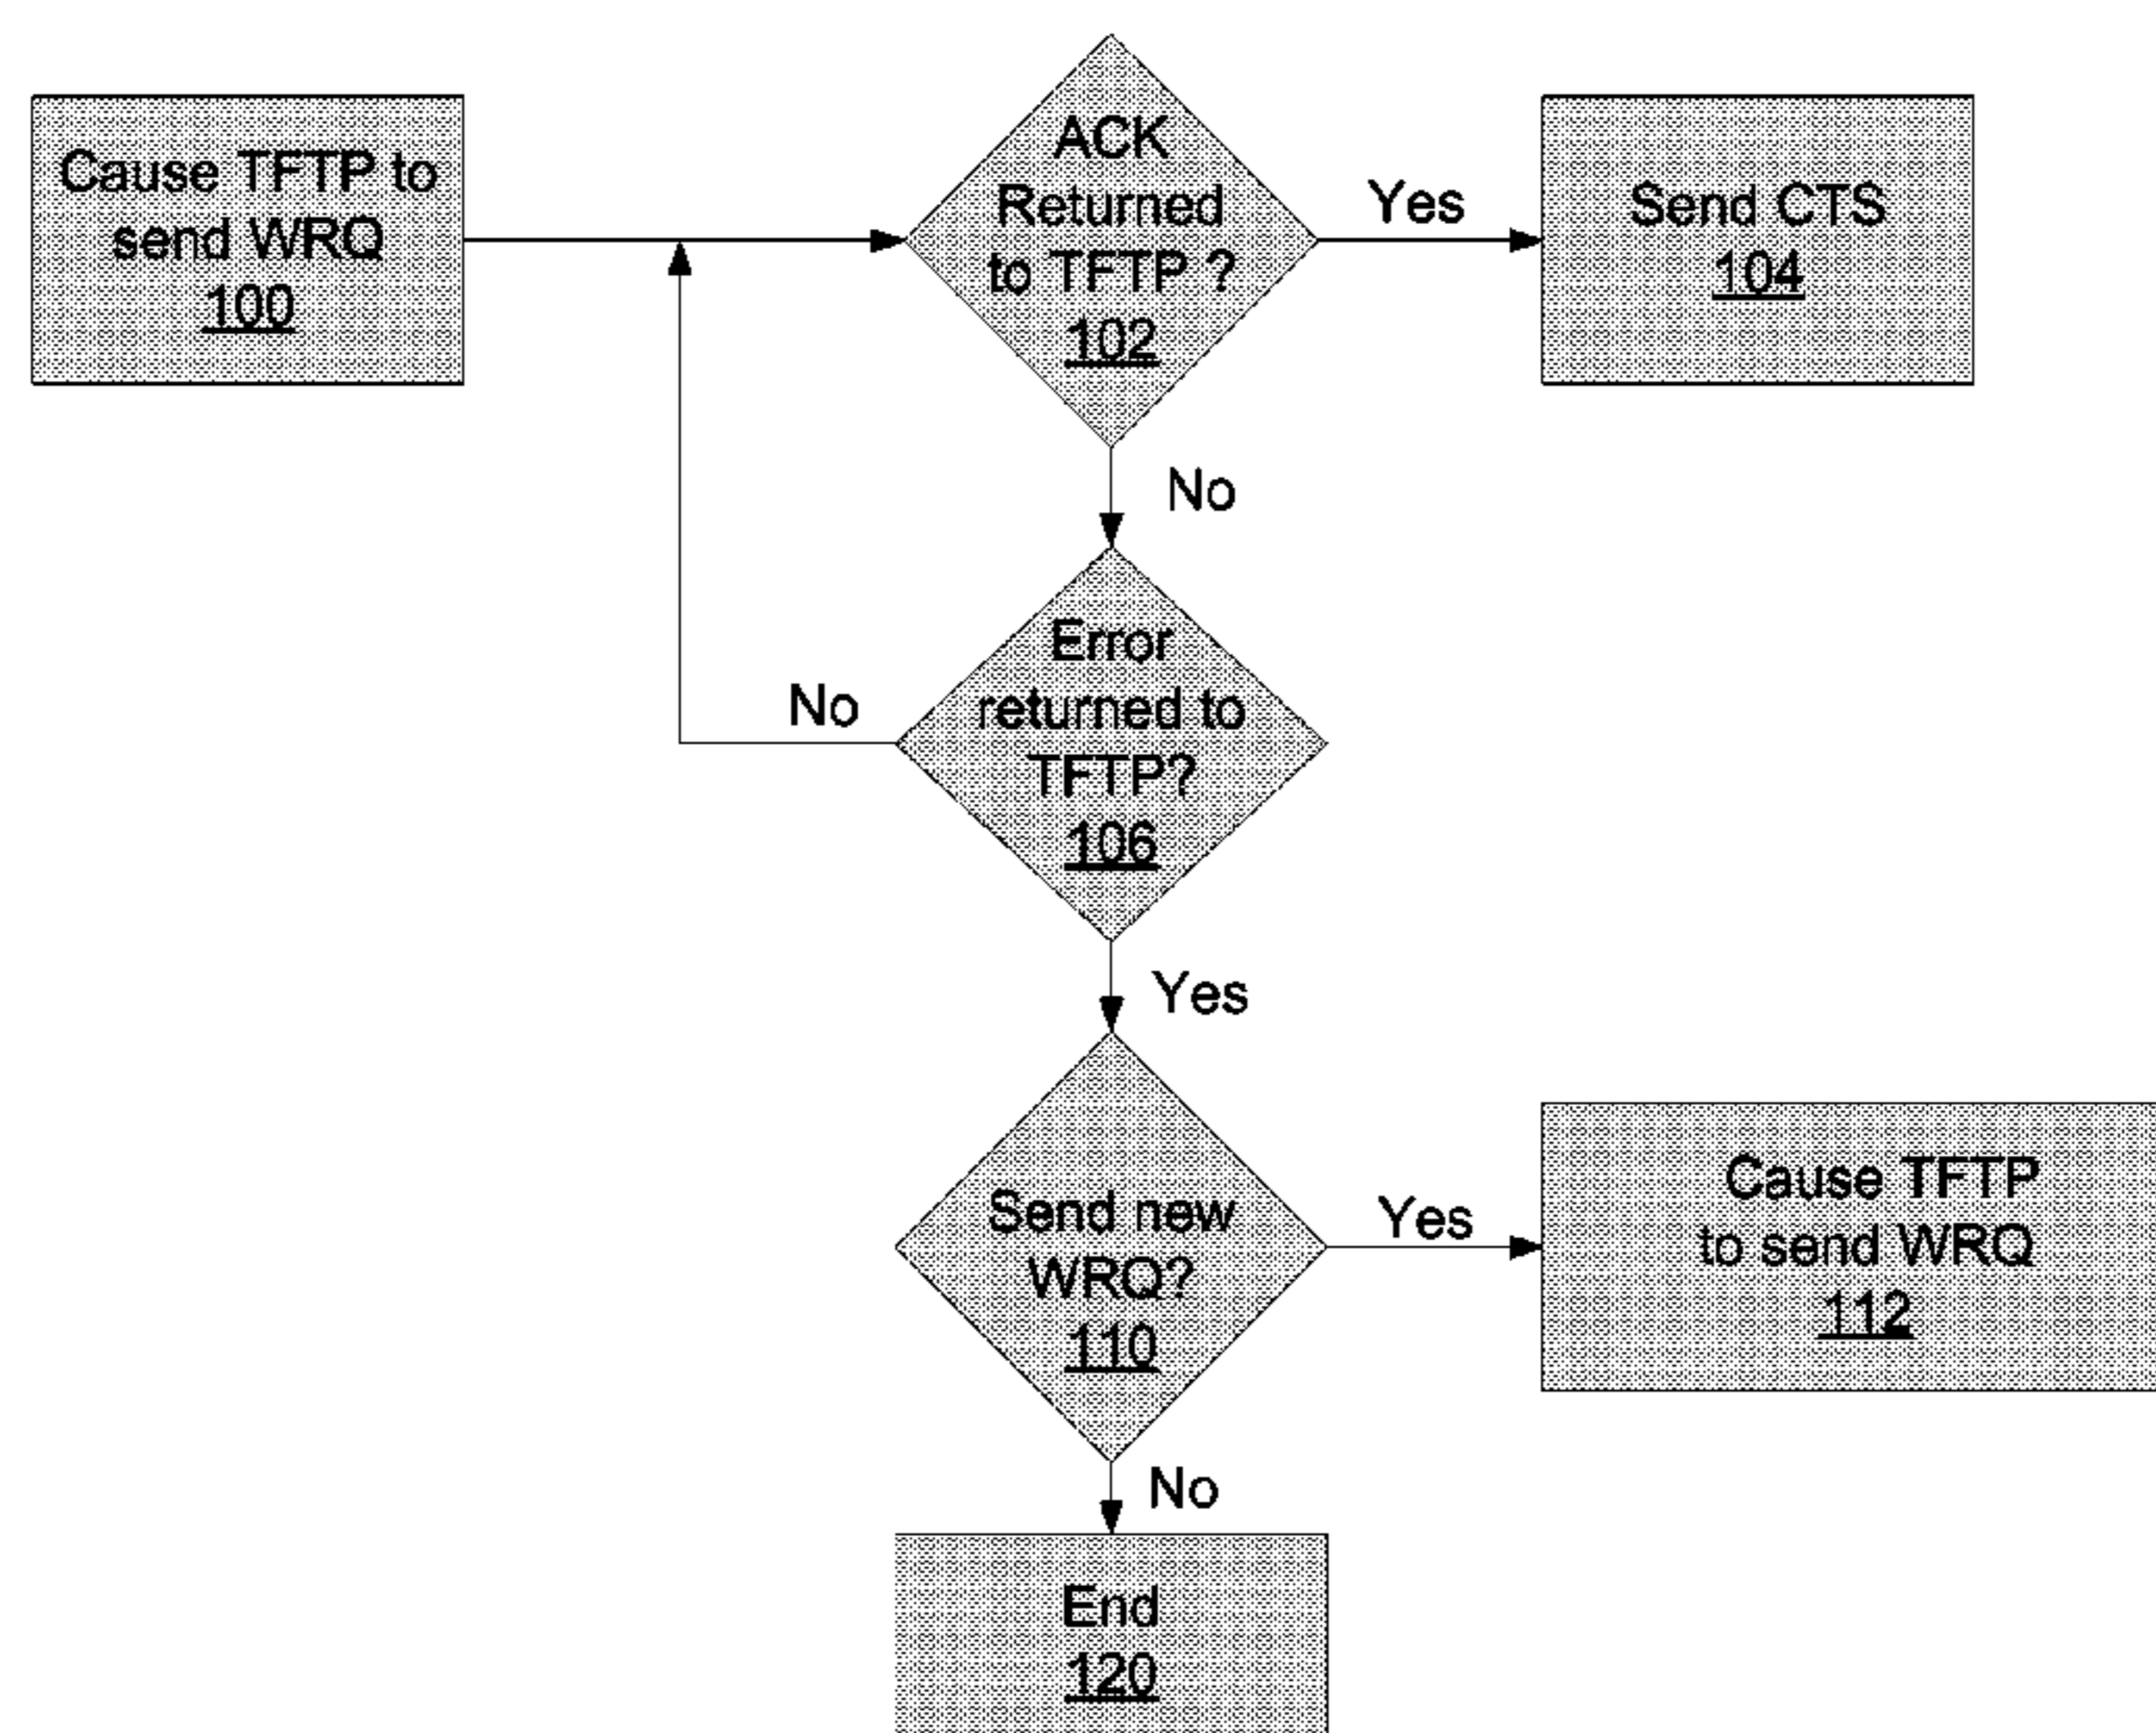 Cause TFTP to
send WRQ
100
ACK
Returned
to TFTP ?
102
Yes
Send CTS
104
No
Error
returned to
TFTP?
106
No
Yes
Send new
WRQ?
110
Yes
Cause TFTP
to send WRQ
112
No
End
120